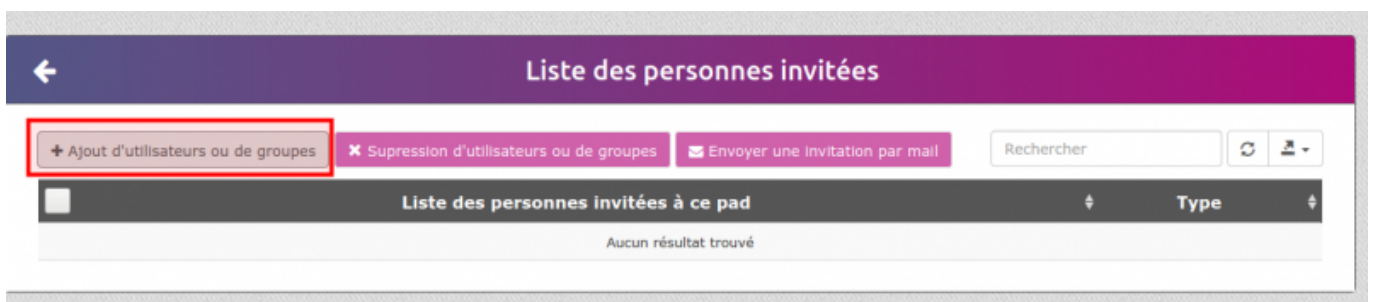 Liste des personnes invitées
+ Ajout d'utilisateurs ou de groupes
Supression d'utilisateurs ou de groupes
Envoyer une invitation par mail
Rechercher
Liste des personnes invitées à ce pad
Type
Aucun résultat trouvé